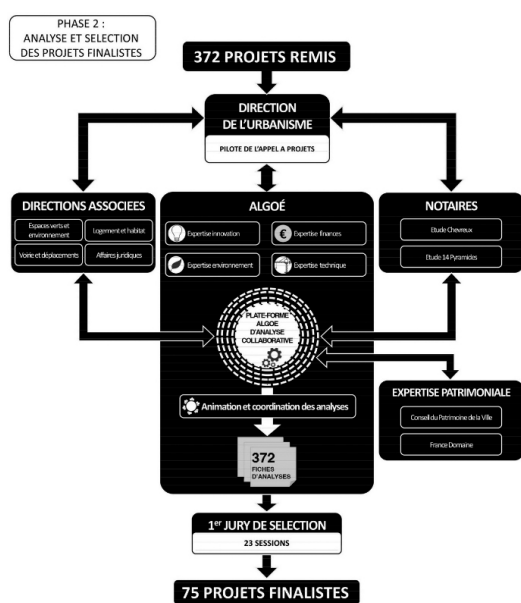 PHASE 2 :
ANALYSE ET SELECTION
DES PROJETS FINALISTES
372 PROJETS REMIS
DIRECTION
DE L'URBANISME
PILOTE DE L'APPEL A PROJETS
DIRECTIONS ASSOCIEES
Espaces verts et
environnement
Logement et habitat
Voirie et déplacements
Affaires juridiques
ALGOÉ
Expertise innovation
€ Expertise finances
Expertise environnement
Expertise technique
NOTAIRES
Etude Chevreux
Etude 14 Pyramides
PLATE-FORME
ALGOE
D'ANALYSE
COLLABORATIVE
EXPERTISE PATRIMONIALE
Conseil du Patrimoine de la Ville
France Domaine
Animation et coordination des analyses
372
FICHES
D'ANALYSES
1er JURY DE SELECTION
23 SESSIONS
75 PROJETS FINALISTES